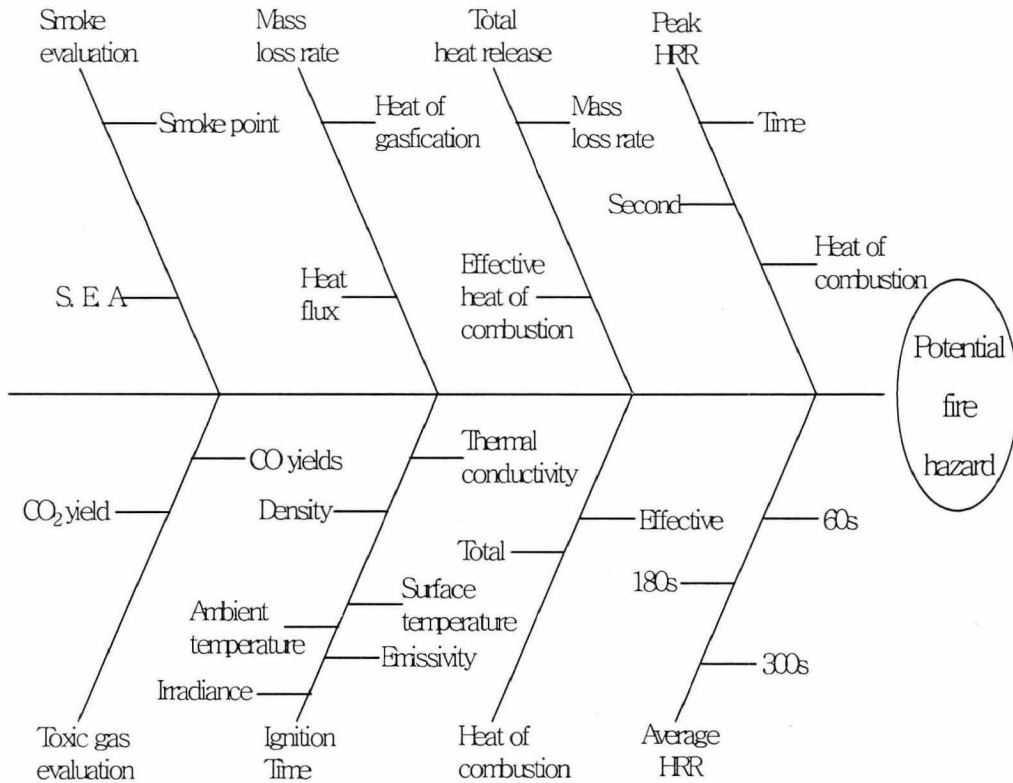 Smoke
evaluation
Mass
loss rate
Total
heat release
Peak
HRR
Smoke point
Heat of
gasfication
Mass
loss rate
Time
Second
S. E. A
Heat
flux
Effective
heat of
combustion
Heat of
combustion
Potential
fire
hazard
CO yields
CO₂ yield
Thermal
conductivity
Density
Ambient
temperature
Surface
temperature
Emissivity
Irradiance
Effective
Total
60s
180s
300s
Toxic gas
evaluation
Ignition
Time
Heat of
combustion
Average
HRR